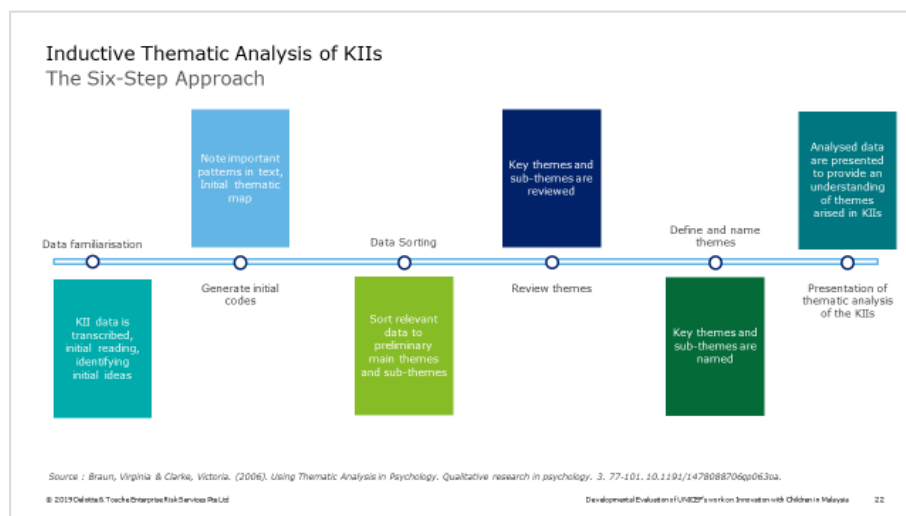 Inductive Thematic Analysis of KIIs
The Six-Step Approach
Note important
patterns in text,
Initial thematic
map
Key themes and
sub-themes are
reviewed
Analysed data
are presented
to provide an
understanding
of themes
arised in KIIs
Data familiarisation
Data Sorting
Define and name
themes
Generate initial
codes
Review themes
Presentation of
thematic analysis
of the KIIs
KII data is
transcribed,
initial reading,
identifying
initial ideas
Sort relevant
data to
preliminary
main themes
and sub-themes
Key themes and
sub-themes are
named
Source : Braun, Virginia & Clarke, Victoria. (2006). Using Thematic Analysis in Psychology. Qualitative research in psychology. 3. 77-101. 10.1191/1478088706qp063oa.
© 2019 Deloitte & Touche Enterprise Risk Services Pte Ltd
Developmental Evaluation of UNICEF's work on Innovation with Children in Malaysia
22